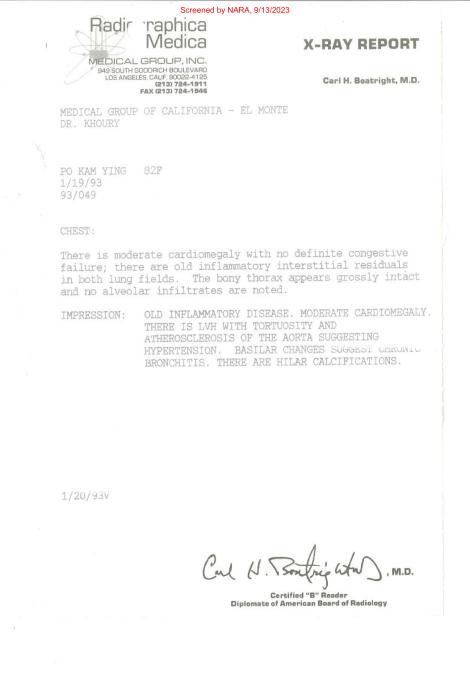 Screened by NARA, 9/13/2023
Radiographica
Medica
MEDICAL GROUP, INC.
949 SOUTH GOODRICH BOULEVARD
LOS ANGELES, CALIF. 90022-4125
(213) 724-1911
FAX (213) 724-1946
X-RAY REPORT
Carl H. Boatright, M.D.
MEDICAL GROUP OF CALIFORNIA - EL MONTE
DR. KHOURY
PO KAM YING 82F
1/19/93
93/049
CHEST:
There is moderate cardiomegaly with no definite congestive
failure; there are old inflammatory interstitial residuals
in both lung fields. The bony thorax appears grossly intact
and no alveolar infiltrates are noted.
IMPRESSION: OLD INFLAMMATORY DISEASE. MODERATE CARDIOMEGALY.
THERE IS LVH WITH TORTUOSITY AND
ATHEROSCLEROSIS OF THE AORTA SUGGESTING
HYPERTENSION. BASILAR CHANGES SUGGEST CHRONIC
BRONCHITIS. THERE ARE HILAR CALCIFICATIONS.
1/20/93V
Carl H. Boatright, M.D.
Certified "B" Reader
Diplomate of American Board of Radiology